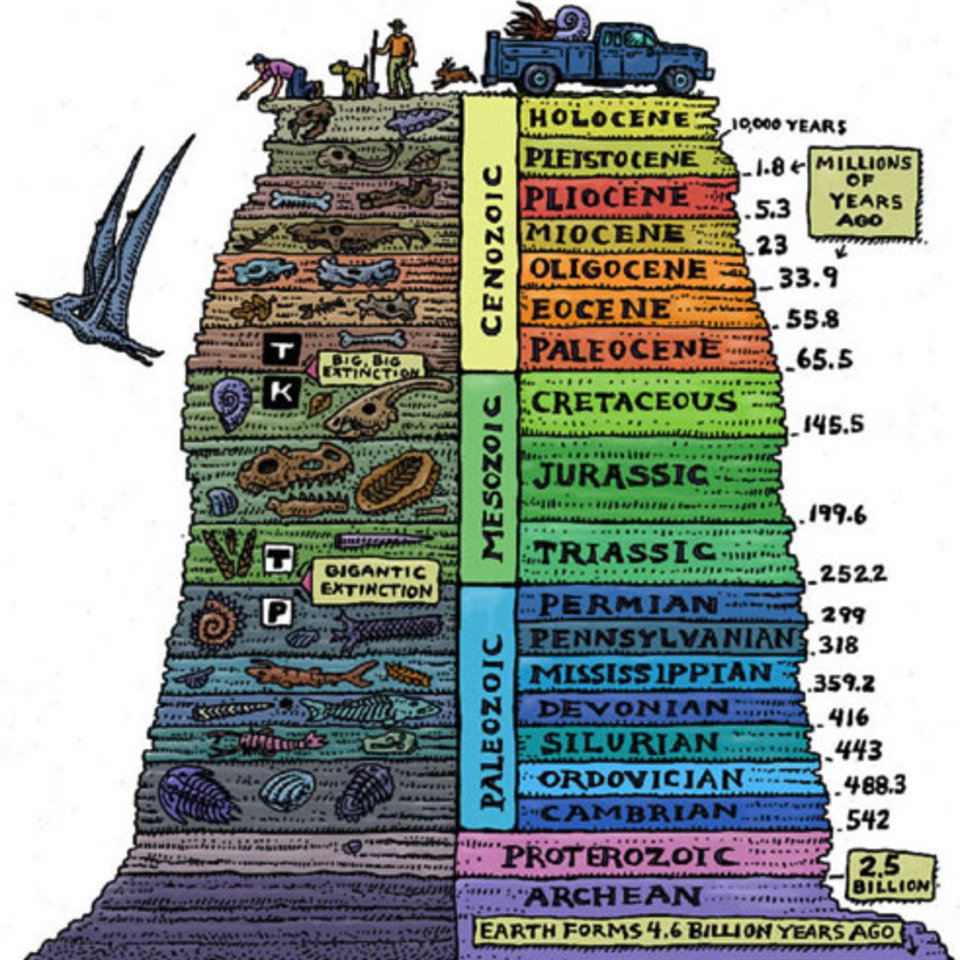 HOLOCENE
10,000 YEARS
PLEISTOCENE
1.8
MILLIONS
OF
YEARS
AGO
PLIOCENE
5.3
MIOCENE
23
OLIGOCENE
33.9
EOCENE
55.8
PALEOCENE
65.5
CENOZOIC
T
BIG, BIG
EXTINCTION
K
CRETACEOUS
145.5
JURASSIC
199.6
TRIASSIC
252.2
MESOZOIC
T
GIGANTIC
EXTINCTION
P
PERMIAN
299
PENNSYLVANIAN
318
MISSISSIPPIAN
359.2
DEVONIAN
416
SILURIAN
443
ORDOVICIAN
488.3
CAMBRIAN
542
PALEOZOIC
PROTEROZOIC
2.5
BILLION
ARCHEAN
EARTH FORMS 4.6 BILLION YEARS AGO